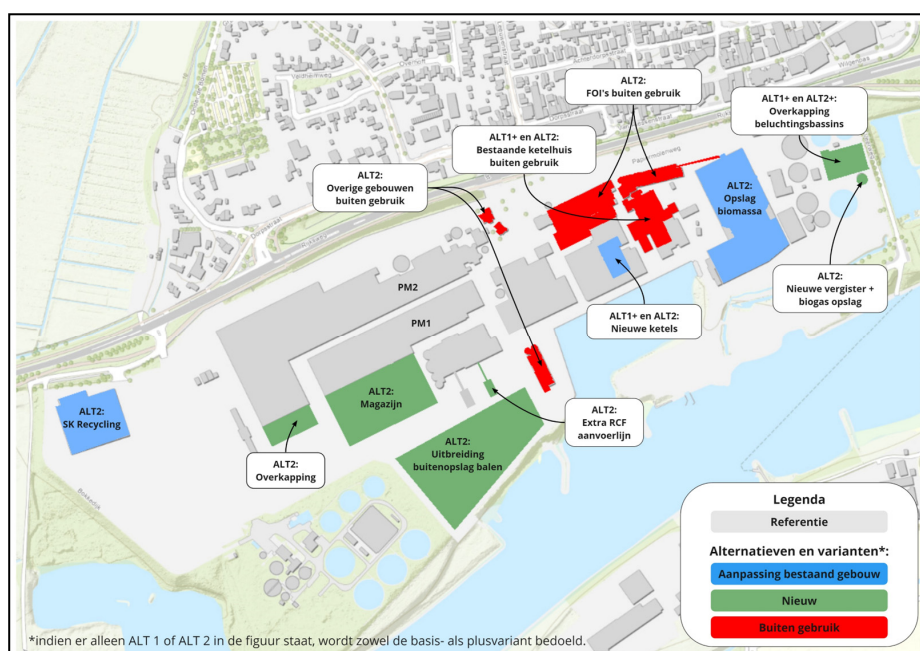 ALT2:
FOI's buiten gebruik
ALT1+ en ALT2+:
Overkapping
beluchtingsbassins
ALT1+ en ALT2:
Bestaande ketelhuis
buiten gebruik
ALT2:
Overige gebouwen
buiten gebruik
ALT2:
Opslag
biomassa
ALT2:
Nieuwe vergister +
biogas opslag
ALT1+ en ALT2:
Nieuwe ketels
PM2
PM1
ALT2:
SK Recycling
ALT2:
Magazijn
ALT2:
Extra RCF
aanvoerlijn
ALT2:
Overkapping
ALT2:
Uitbreiding
buitenopslag balen
Legenda
Referentie
Alternatieven en varianten*:
Aanpassing bestaand gebouw
Nieuw
Buiten gebruik
*indien er alleen ALT 1 of ALT 2 in de figuur staat, wordt zowel de basis- als plusvariant bedoeld.